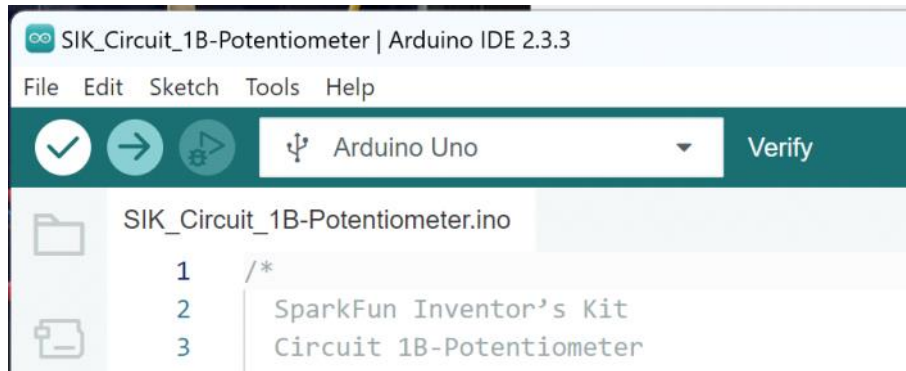 SIK_Circuit_1B-Potentiometer | Arduino IDE 2.3.3
File Edit Sketch Tools Help
Arduino Uno Verify
SIK_Circuit_1B-Potentiometer.ino
1 /*
2 SparkFun Inventor’s Kit
3 Circuit 1B-Potentiometer